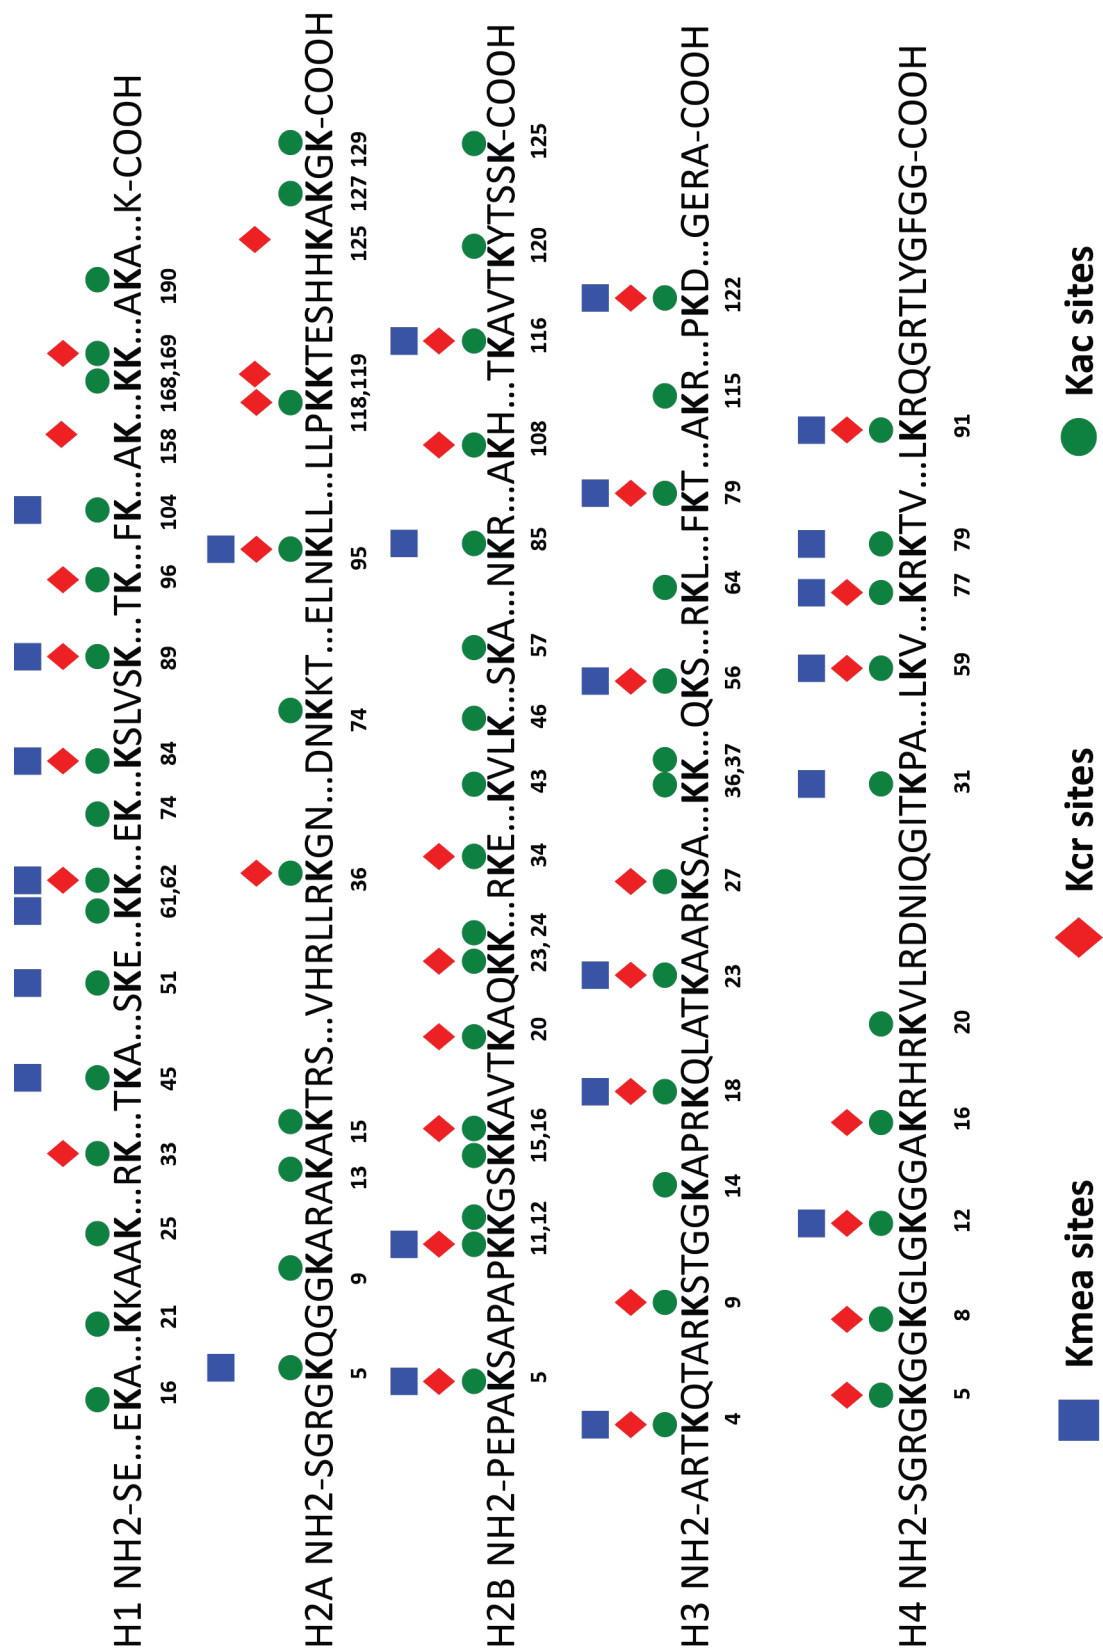 H1 NH2-SE...EKA...KKAAK...RK...TKA...SKE...KK...EK...KSLVSK...TK...FK...AK...KK...AKA...K-COOH
16 21 25 33 45 51 61,62 74 84 89 96 104 158 168,169 190
H2A NH2-SGRGKQGGKARAKAKTRS...VHRLLRKGN...DNKKT...ELNKLL...LLPKKTESHHKAKGK-COOH
5 9 13 15 36 74 95 118,119 125 127 129
H2B NH2-PEPAKSAPAPKKGSKKAVTKAQKK...RKE...KVLK...SKA...NKR...AKH...TKAVTKYTSSK-COOH
5 11,12 15,16 20 23, 24 34 43 46 57 85 108 116 120 125
H3 NH2-ARTKQTARKSTGGKAPRKQLATKAARKSA...KK...QKS...RKL...FKT...AKR...PKD...GERA-COOH
4 9 14 18 23 27 36,37 56 64 79 115 122
H4 NH2-SGRGKGGKGLGKGGAKRHRKVLRDNIQGITKPA...LKV...KRKTV...LKRQGRTLYGFGG-COOH
5 8 12 16 20 31 59 77 79 91
Kmea sites Kcr sites Kac sites